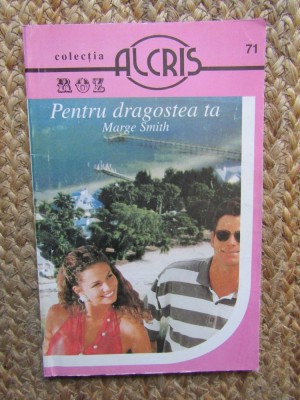 colecția ALCRIS 71
ROZ
Pentru dragostea ta
Marge Smith